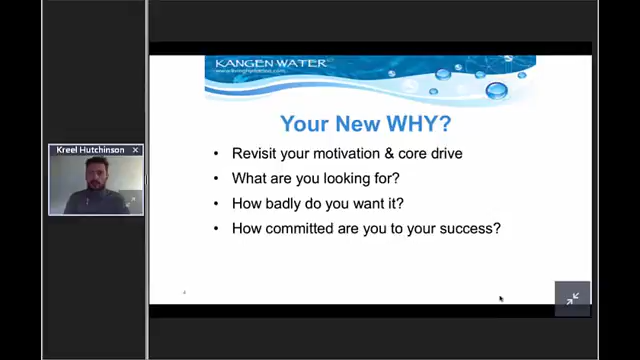 KANGEN WATER
Your New WHY?
Kreel Hutchinson
• Revisit your motivation & core drive
• What are you looking for?
• How badly do you want it?
• How committed are you to your success?
4